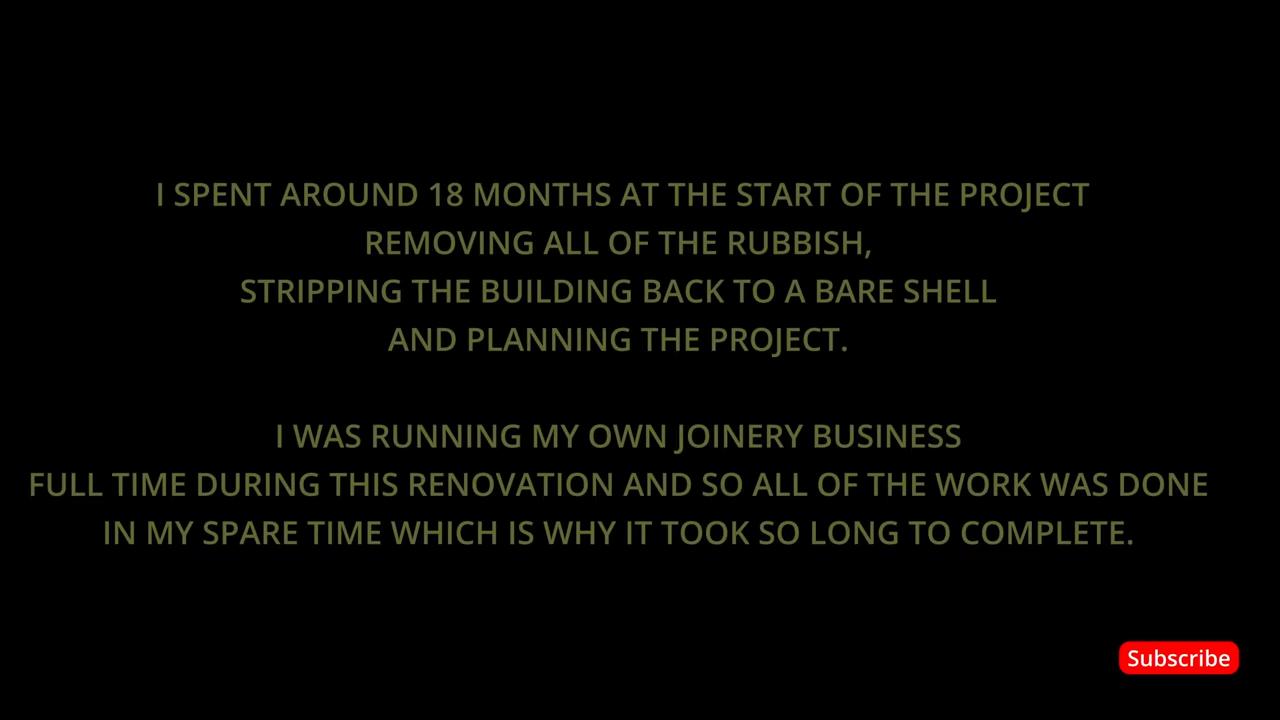 I SPENT AROUND 18 MONTHS AT THE START OF THE PROJECT
REMOVING ALL OF THE RUBBISH,
STRIPPING THE BUILDING BACK TO A BARE SHELL
AND PLANNING THE PROJECT.
I WAS RUNNING MY OWN JOINERY BUSINESS
FULL TIME DURING THIS RENOVATION AND SO ALL OF THE WORK WAS DONE
IN MY SPARE TIME WHICH IS WHY IT TOOK SO LONG TO COMPLETE.
Subscribe